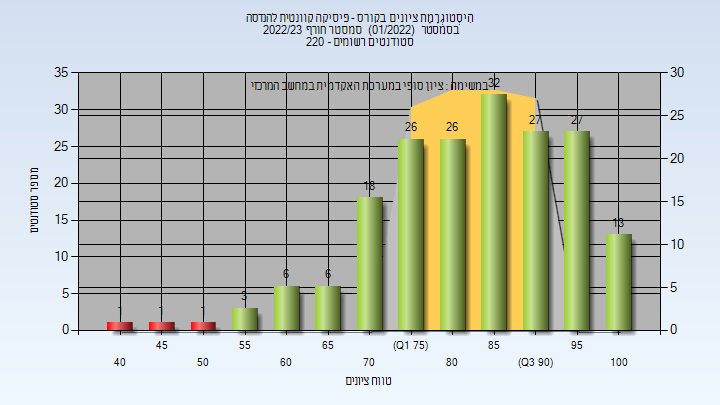 היסטוגרמת ציונים בקורס - פיסיקה קוונטית להנדסה
בסמסטר (01/2022) סמסטר חורף 2022/23
סטודנטים רשומים - 220
במשימת : ציון סופי במערכת האקדמית במחשב המרכזי
35 30 25 20 15 10 5 0
מספר סטודנטים
30 25 20 15 10 5 0
1 1 1 3 6 6 18 26 26 32 27 27 13
45 50 55 65 (Q1 75) 85 95
40 50 60 70 80 (Q3 90) 100
טווח ציונים